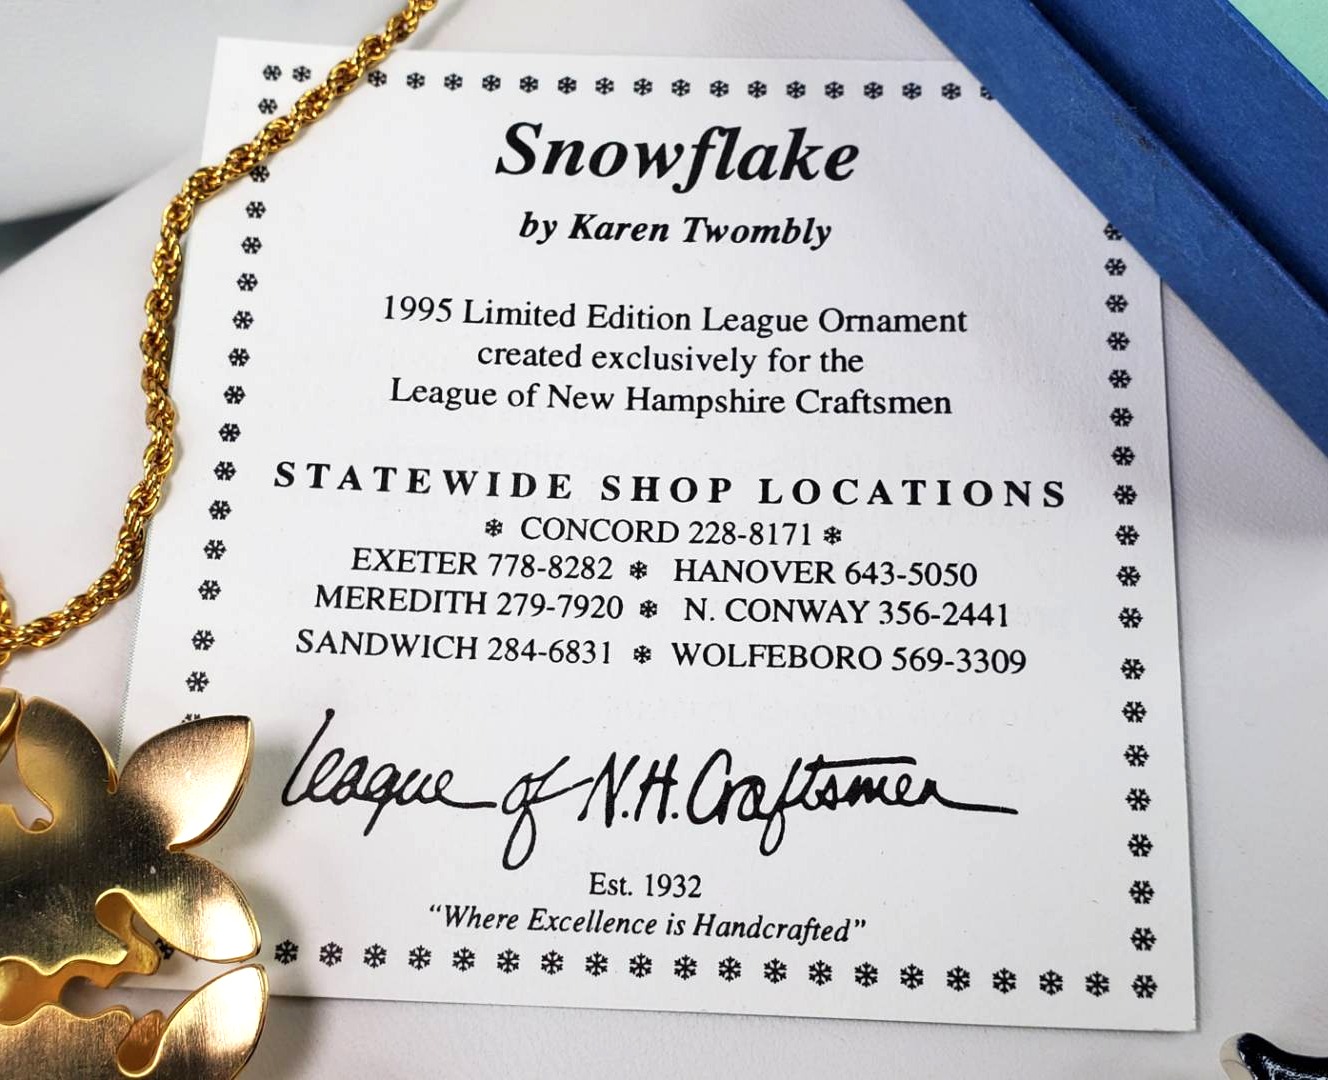 Snowflake
by Karen Twombly
1995 Limited Edition League Ornament
created exclusively for the
League of New Hampshire Craftsmen
STATEWIDE SHOP LOCATIONS
❄ CONCORD 228-8171 ❄
EXETER 778-8282 ❄ HANOVER 643-5050
MEREDITH 279-7920 ❄ N. CONWAY 356-2441
SANDWICH 284-6831 ❄ WOLFEBORO 569-3309
League of N.H. Craftsmen
Est. 1932
“Where Excellence is Handcrafted”